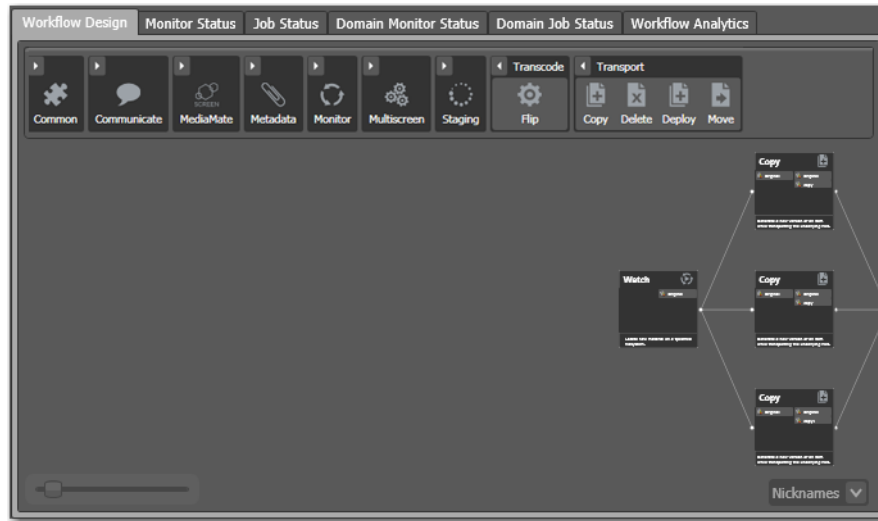 Workflow Design Monitor Status Job Status Domain Monitor Status Domain Job Status Workflow Analytics
Transcode Transport
SCREEN
Common Communicate MediaMate Metadata Monitor Multiscreen Staging Flip Copy Delete Deploy Move
Copy
Watch Copy
Copy
Nicknames